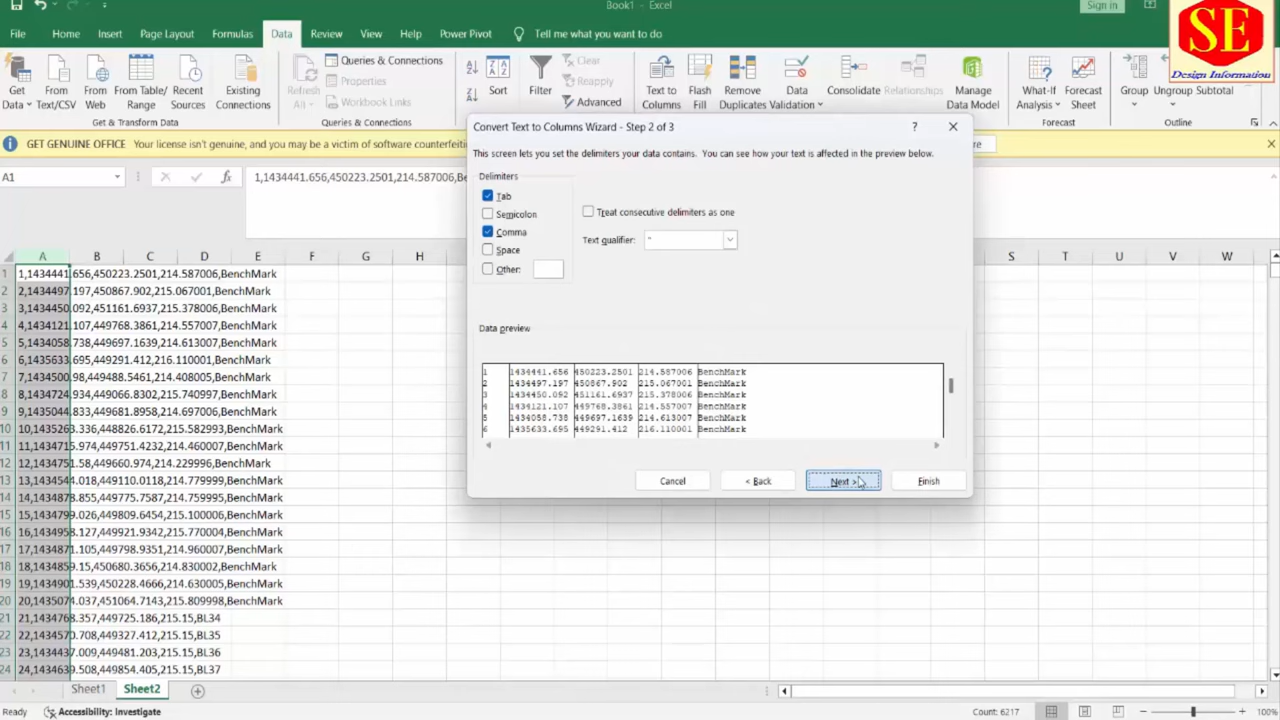 Book1 - Excel
Sign in
SE
Design Information
File Home Insert Page Layout Formulas Data Review View Help Power Pivot Tell me what you want to do
Get Data
From Text/CSV
From Web
From Table/ Range
Recent Sources
Existing Connections
Get & Transform Data
Refresh All
Queries & Connections
Properties
Workbook Links
Queries & Connections
Sort
Filter
Clear
Reapply
Advanced
Text to Columns
Flash Fill
Remove Duplicates
Data Validation
Consolidate
Relationships
Manage Data Model
What-If Analysis
Forecast Sheet
Forecast
Group
Ungroup
Subtotal
Outline
GET GENUINE OFFICE Your license isn't genuine, and you may be a victim of software counterfeiti
A1
1,1434441.656,450223.2501,214.587006,Be
Convert Text to Columns Wizard - Step 2 of 3
This screen lets you set the delimiters your data contains. You can see how your text is affected in the preview below.
Delimiters
Tab
Semicolon
Comma
Space
Other:
Treat consecutive delimiters as one
Text qualifier: "
Data preview
1 1434441.656 450223.2501 214.587006 BenchMark
2 1434497.197 450867.902 215.067001 BenchMark
3 1434450.092 451161.6937 215.378006 BenchMark
4 1434121.107 449768.3861 214.557007 BenchMark
5 1434058.738 449697.1639 214.613007 BenchMark
6 1435633.695 449291.412 216.110001 BenchMark
Cancel < Back Next > Finish
A B C D E F G H S T U V W
1 1,1434441.656,450223.2501,214.587006,BenchMark
2 2,1434497.197,450867.902,215.067001,BenchMark
3 3,1434450.092,451161.6937,215.378006,BenchMark
4 4,1434121.107,449768.3861,214.557007,BenchMark
5 5,1434058.738,449697.1639,214.613007,BenchMark
6 6,1435633.695,449291.412,216.110001,BenchMark
7 7,1434500.98,449488.5461,214.408005,BenchMark
8 8,1434724.934,449066.8302,219.740597,BenchMark
9 9,1435044.833,449681.8958,214.697006,BenchMark
10 10,1435263.336,448826.6172,215.582993,BenchMark
11 11,1434715.974,449751.4232,214.460007,BenchMark
12 12,1434751.58,449660.974,214.229996,BenchMark
13 13,1434544.018,449110.0118,214.779999,BenchMark
14 14,1434873.855,449775.7587,214.759995,BenchMark
15 15,1434799.026,449809.6454,215.100006,BenchMark
16 16,1434958.127,449921.9342,215.770004,BenchMark
17 17,1434871.105,449798.9351,214.960007,BenchMark
18 18,1434859.15,450680.3656,214.830002,BenchMark
19 19,1434901.539,450228.4666,214.630005,BenchMark
20 20,1435074.037,451064.7143,215.809998,BenchMark
21 21,1434768.357,449725.186,215.15,BL34
22 22,1434570.708,449327.412,215.15,BL35
23 23,1434437.009,449481.203,215.15,BL36
24 24,1434639.508,449854.405,215.15,BL37
Sheet1 Sheet2
Ready Accessibility: Investigate Count: 6217 100%